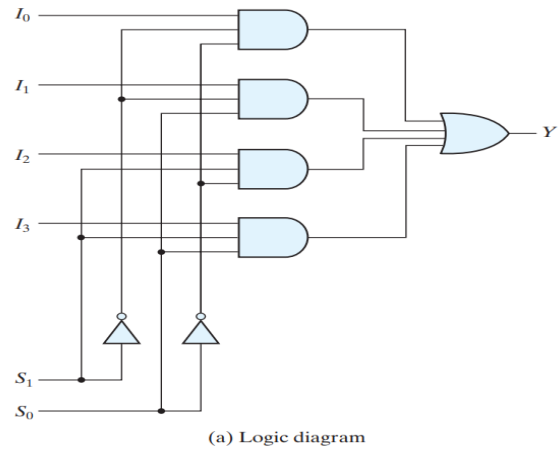 I₀
I₁
I₂
I₃
Y
S₁
S₀
(a) Logic diagram